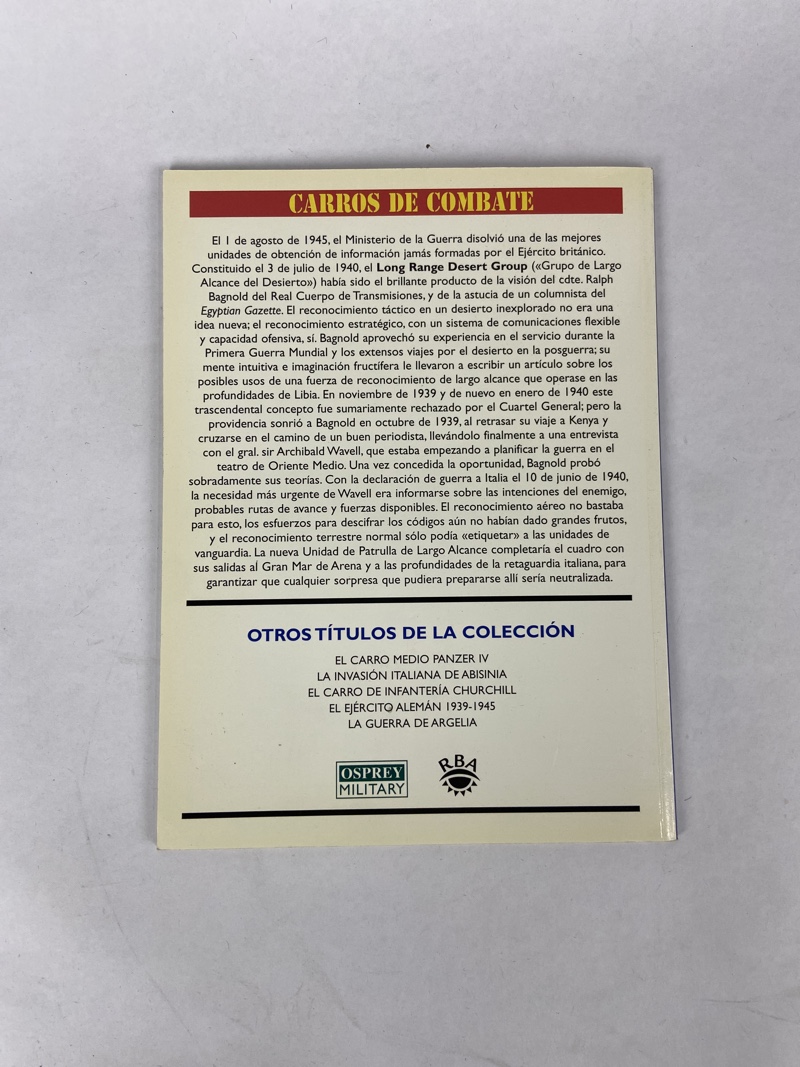 CARROS DE COMBATE
El 1 de agosto de 1945, el Ministerio de la Guerra disolvió una de las mejores
unidades de obtención de información jamás formadas por el Ejército británico.
Constituido el 3 de julio de 1940, el Long Range Desert Group («Grupo de Largo
Alcance del Desierto») había sido el brillante producto de la visión del cdte. Ralph
Bagnold del Real Cuerpo de Transmisiones, y de la astucia de un columnista del
Egyptian Gazette. El reconocimiento táctico en un desierto inexplorado no era una
idea nueva; el reconocimiento estratégico, con un sistema de comunicaciones flexible
y capacidad ofensiva, sí. Bagnold aprovechó su experiencia en el servicio durante la
Primera Guerra Mundial y los extensos viajes por el desierto en la posguerra; su
mente intuitiva e imaginación fructífera le llevaron a escribir un artículo sobre los
posibles usos de una fuerza de reconocimiento de largo alcance que operase en las
profundidades de Libia. En noviembre de 1939 y de nuevo en enero de 1940 este
trascendental concepto fue sumariamente rechazado por el Cuartel General; pero la
providencia sonrió a Bagnold en octubre de 1939, al retrasar su viaje a Kenya y
cruzarse en el camino de un buen periodista, llevándolo finalmente a una entrevista
con el gral. sir Archibald Wavell, que estaba empezando a planificar la guerra en el
teatro de Oriente Medio. Una vez concedida la oportunidad, Bagnold probó
sobradamente sus teorías. Con la declaración de guerra a Italia el 10 de junio de 1940,
la necesidad más urgente de Wavell era informarse sobre las intenciones del enemigo,
probables rutas de avance y fuerzas disponibles. El reconocimiento aéreo no bastaba
para esto, los esfuerzos para descifrar los códigos aún no habían dado grandes frutos,
y el reconocimiento terrestre normal sólo podía «etiquetar» a las unidades de
vanguardia. La nueva Unidad de Patrulla de Largo Alcance completaría el cuadro con
sus salidas al Gran Mar de Arena y a las profundidades de la retaguardia italiana, para
garantizar que cualquier sorpresa que pudiera prepararse allí sería neutralizada.
OTROS TÍTULOS DE LA COLECCIÓN
EL CARRO MEDIO PANZER IV
LA INVASIÓN ITALIANA DE ABISINIA
EL CARRO DE INFANTERÍA CHURCHILL
EL EJÉRCITO ALEMÁN 1939-1945
LA GUERRA DE ARGELIA
OSPREY
MILITARY
RBA